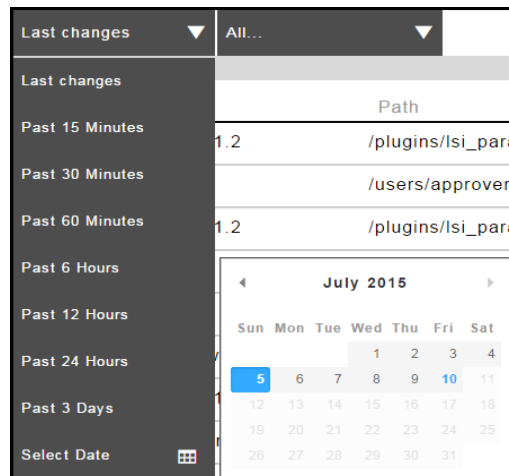 Last changes All...
Last changes
Path
Past 15 Minutes
1.2 /plugins/lsi_par
Past 30 Minutes
/users/approver
Past 60 Minutes
1.2 /plugins/lsi_par
Past 6 Hours
July 2015
Past 12 Hours
Sun Mon Tue Wed Thu Fri Sat
1 2 3 4
Past 24 Hours
5 6 7 8 9 10 11
Past 3 Days
12 13 14 15 16 17 18
19 20 21 22 23 24 25
Select Date
26 27 28 29 30 31